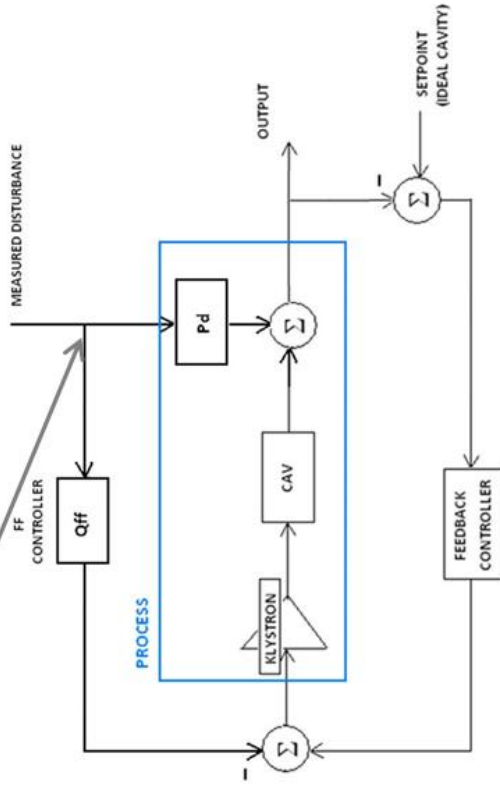 MEASURED DISTURBANCE
FF
CONTROLLER
Qff
Pd
PROCESS
KLYSTRON
CAV
Σ
OUTPUT
-
Σ
-
Σ
SETPOINT
(IDEAL CAVITY)
FEEDBACK
CONTROLLER